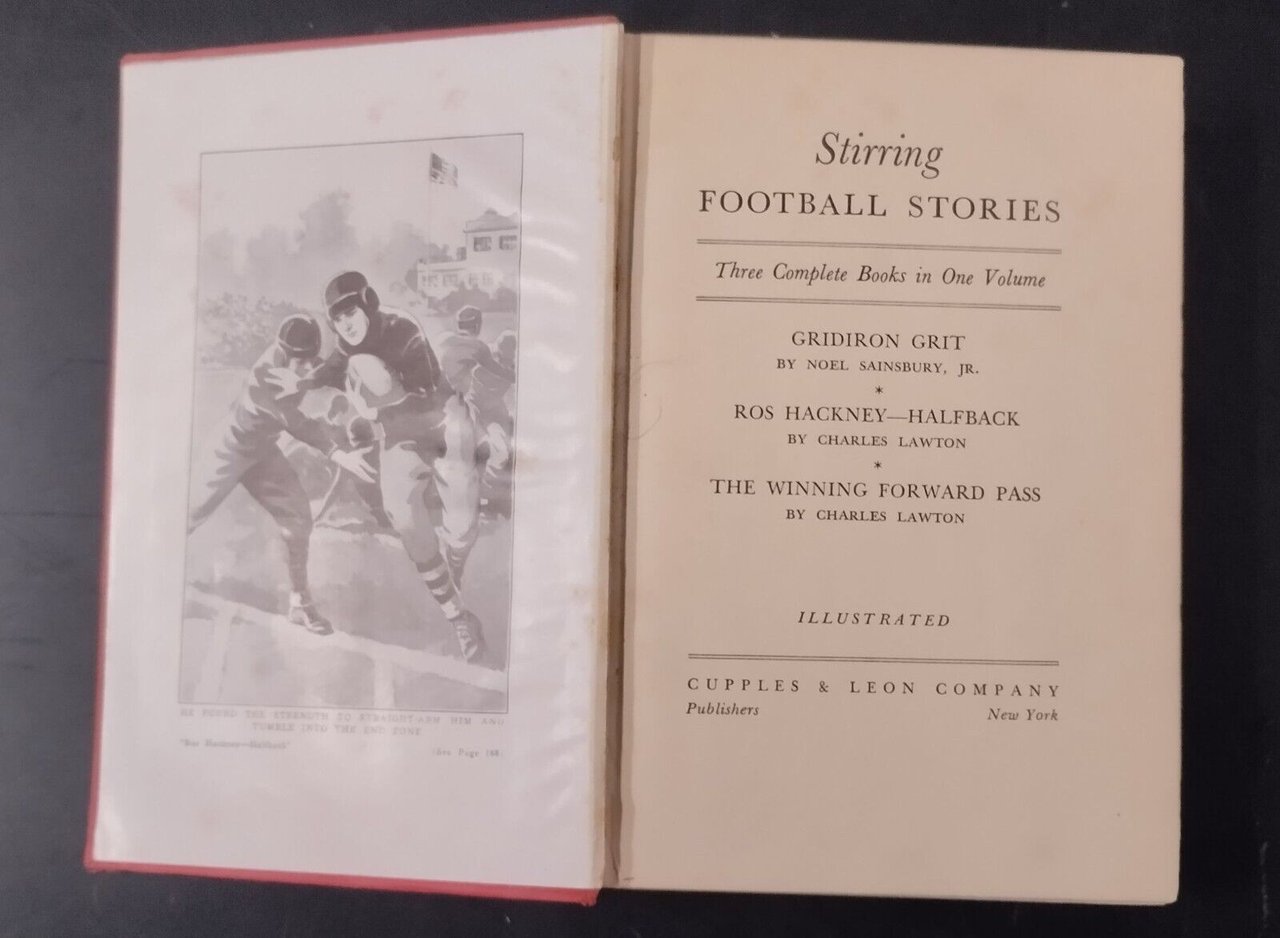 HE FOUND THE STRENGTH TO STRAIGHT-ARM HIM AND
TUMBLE INTO THE END ZONE
"Ros Hackney—Halfback"
(See Page
Stirring
FOOTBALL STORIES
Three Complete Books in One Volume
GRIDIRON GRIT
BY NOEL SAINSBURY, JR.
*
ROS HACKNEY—HALFBACK
BY CHARLES LAWTON
*
THE WINNING FORWARD PASS
BY CHARLES LAWTON
ILLUSTRATED
CUPPLES & LEON COMPANY
Publishers New York